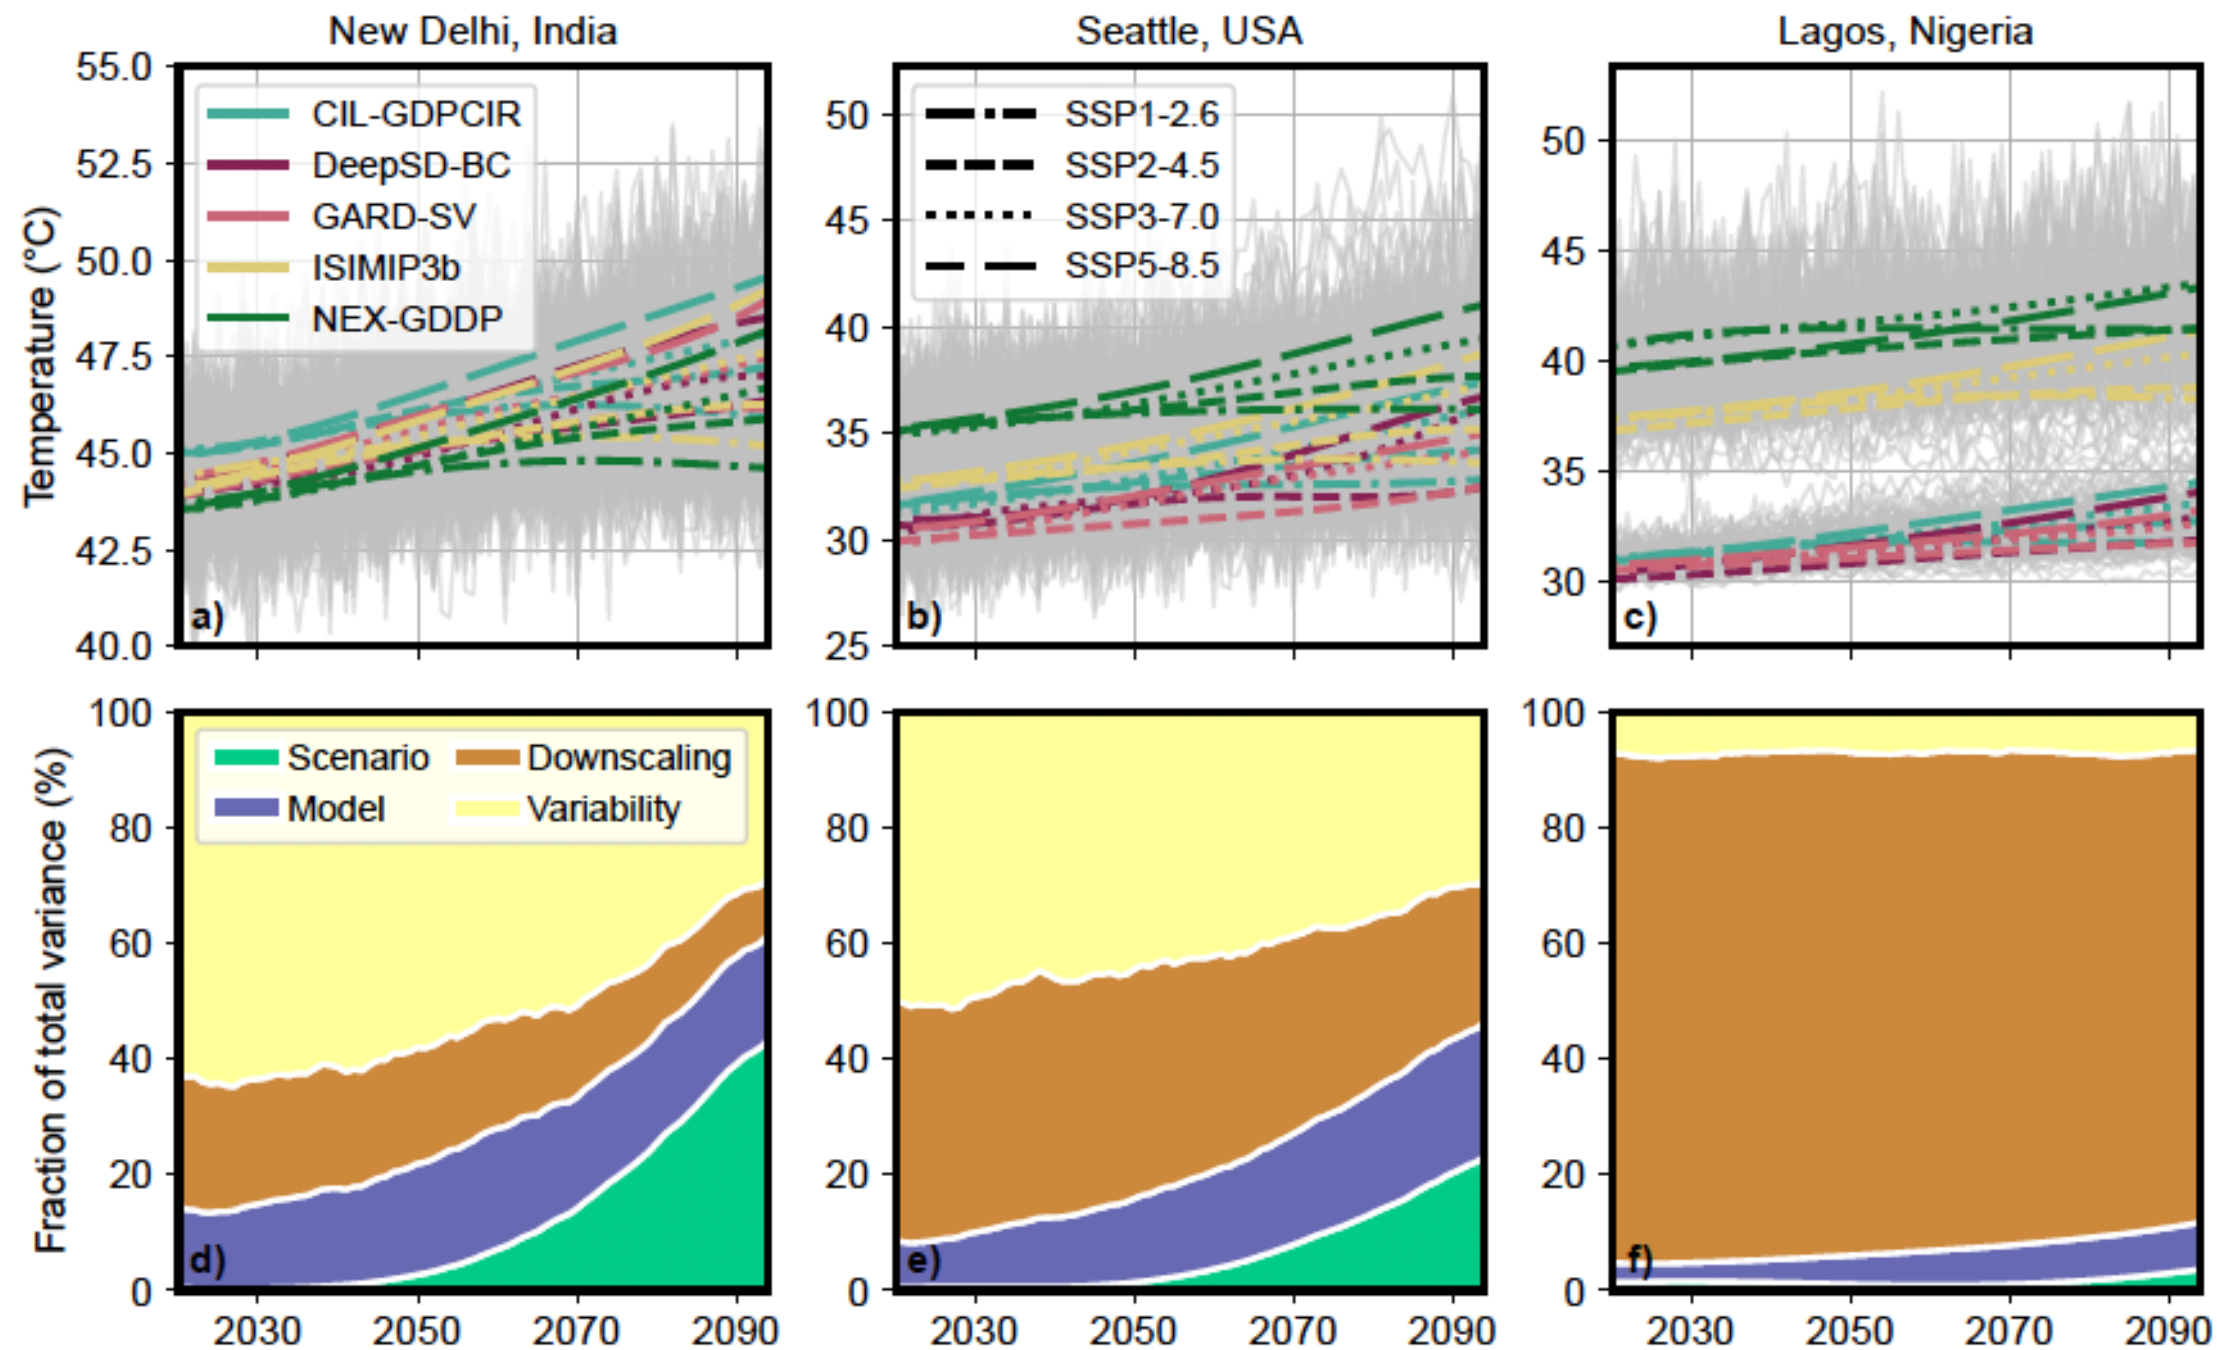 New Delhi, India
Seattle, USA
Lagos, Nigeria
Temperature (°C)
55.0
52.5
50.0
47.5
45.0
42.5
40.0
CIL-GDPCIR
DeepSD-BC
GARD-SV
ISIMIP3b
NEX-GDDP
a)
50
45
40
35
30
25
SSP1-2.6
SSP2-4.5
SSP3-7.0
SSP5-8.5
b)
50
45
40
35
30
c)
Fraction of total variance (%)
100
80
60
40
20
0
Scenario
Downscaling
Model
Variability
d)
2030
2050
2070
2090
100
80
60
40
20
0
e)
2030
2050
2070
2090
100
80
60
40
20
0
f)
2030
2050
2070
2090